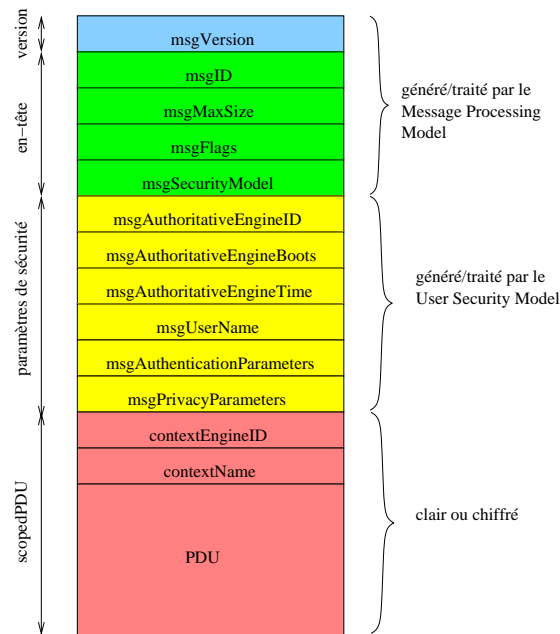 version
msgVersion
en-tête
msgID
msgMaxSize
msgFlags
msgSecurityModel
généré/traité par le
Message Processing
Model
paramètres de sécurité
msgAuthoritativeEngineID
msgAuthoritativeEngineBoots
msgAuthoritativeEngineTime
msgUserName
msgAuthenticationParameters
msgPrivacyParameters
généré/traité par le
User Security Model
scopedPDU
contextEngineID
contextName
PDU
clair ou chiffré